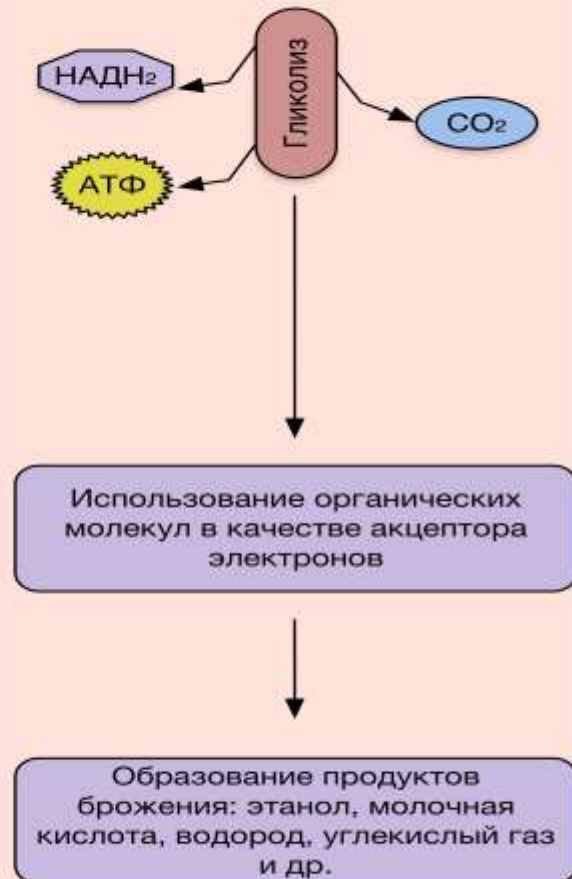 Гликолиз
НАДН₂
CO₂
АТФ
Использование органических
молекул в качестве акцептора
электронов
Образование продуктов
брожения: этанол, молочная
кислота, водород, углекислый газ
и др.